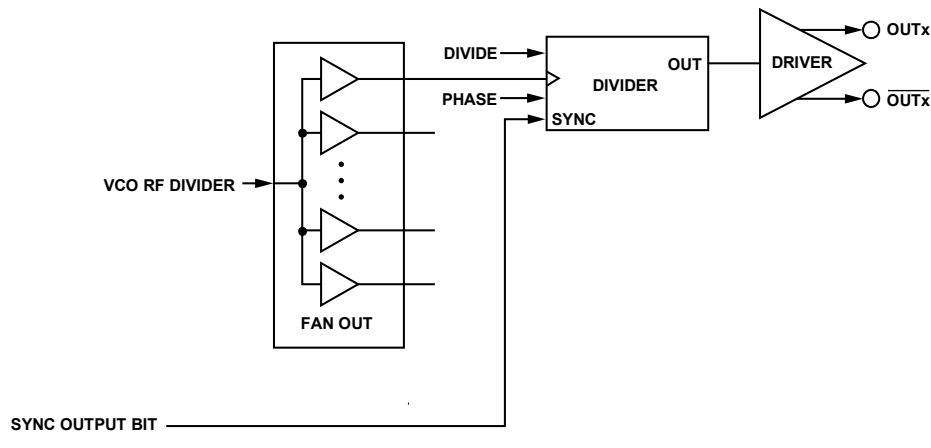 DIVIDE
OUTx
OUT
DRIVER
DIVIDER
PHASE
OUTx
SYNC
VCO RF DIVIDER
FAN OUT
SYNC OUTPUT BIT